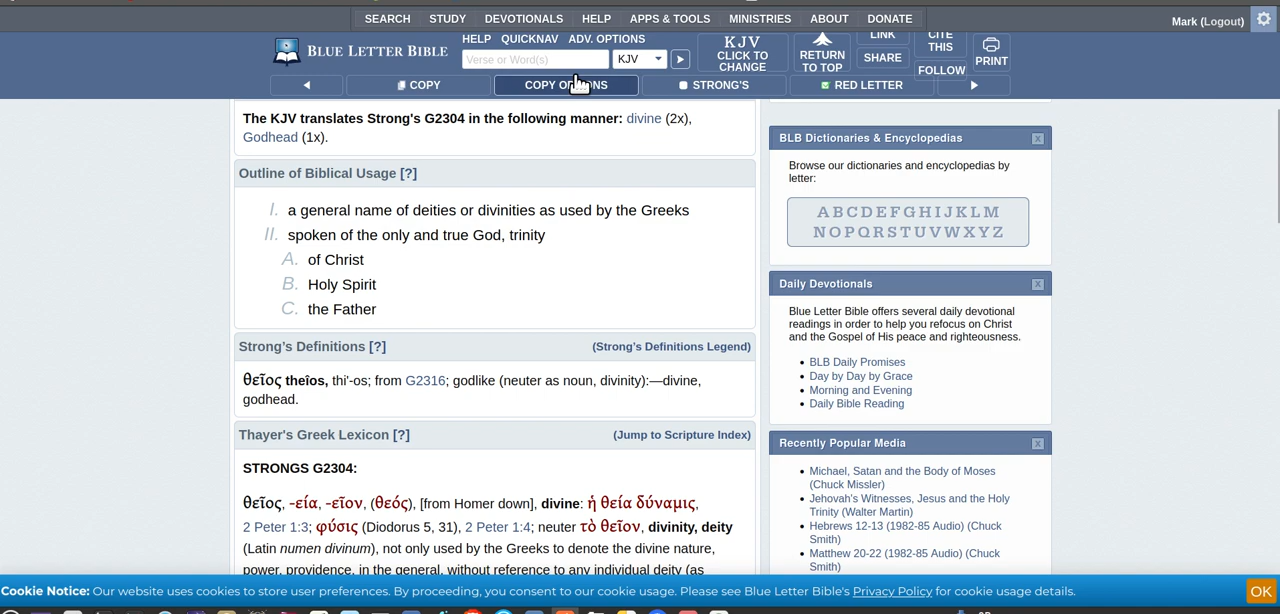 SEARCH STUDY DEVOTIONALS HELP APPS & TOOLS MINISTRIES ABOUT DONATE
Mark (Logout)
BLUE LETTER BIBLE
HELP QUICKNAV ADV. OPTIONS
Verse or Word(s)
KJV
KJV
CLICK TO
CHANGE
RETURN
TO TOP
LINK
SHARE
CITE
THIS
FOLLOW
PRINT
COPY
COPY OPTIONS
STRONG'S
RED LETTER
The KJV translates Strong's G2304 in the following manner: divine (2x),
Godhead (1x).
Outline of Biblical Usage [?]
I. a general name of deities or divinities as used by the Greeks
II. spoken of the only and true God, trinity
A. of Christ
B. Holy Spirit
C. the Father
Strong's Definitions [?] (Strong's Definitions Legend)
θεῖος theîos, thi'-os; from G2316; godlike (neuter as noun, divinity):—divine,
godhead.
Thayer's Greek Lexicon [?] (Jump to Scripture Index)
STRONGS G2304:
θεῖος, -εία, -εῖον, (θεός), [from Homer down], divine: ἡ θεία δύναμις,
2 Peter 1:3; φύσις (Diodorus 5, 31), 2 Peter 1:4; neuter τὸ θεῖον, divinity, deity
(Latin numen divinum), not only used by the Greeks to denote the divine nature,
power, providence, in the general, without reference to any individual deity (as
BLB Dictionaries & Encyclopedias x
Browse our dictionaries and encyclopedias by
letter:
A B C D E F G H I J K L M
N O P Q R S T U V W X Y Z
Daily Devotionals x
Blue Letter Bible offers several daily devotional
readings in order to help you refocus on Christ
and the Gospel of His peace and righteousness.
• BLB Daily Promises
• Day by Day by Grace
• Morning and Evening
• Daily Bible Reading
Recently Popular Media x
• Michael, Satan and the Body of Moses
(Chuck Missler)
• Jehovah's Witnesses, Jesus and the Holy
Trinity (Walter Martin)
• Hebrews 12-13 (1982-85 Audio) (Chuck
Smith)
• Matthew 20-22 (1982-85 Audio) (Chuck
Smith)
Cookie Notice: Our website uses cookies to store user preferences. By proceeding, you consent to our cookie usage. Please see Blue Letter Bible's Privacy Policy for cookie usage details.
OK